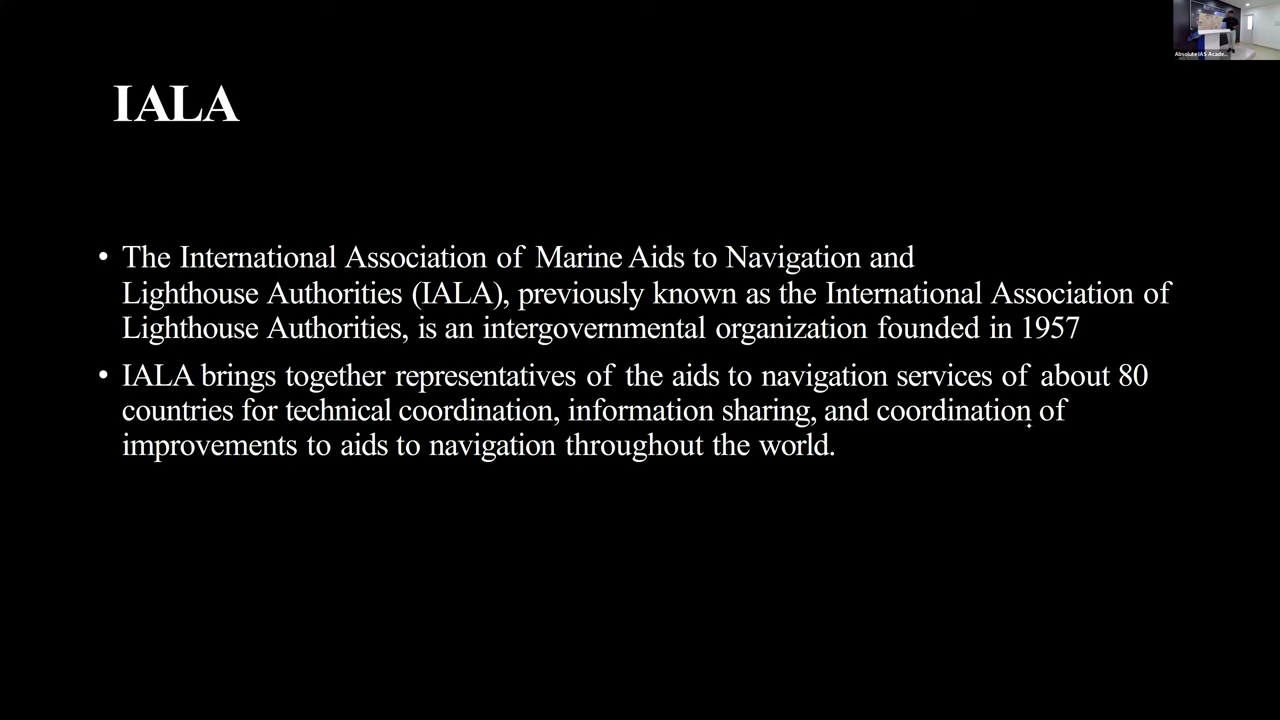 Absolute IAS Acade...
IALA
• The International Association of Marine Aids to Navigation and
Lighthouse Authorities (IALA), previously known as the International Association of
Lighthouse Authorities, is an intergovernmental organization founded in 1957
• IALA brings together representatives of the aids to navigation services of about 80
countries for technical coordination, information sharing, and coordination of
improvements to aids to navigation throughout the world.